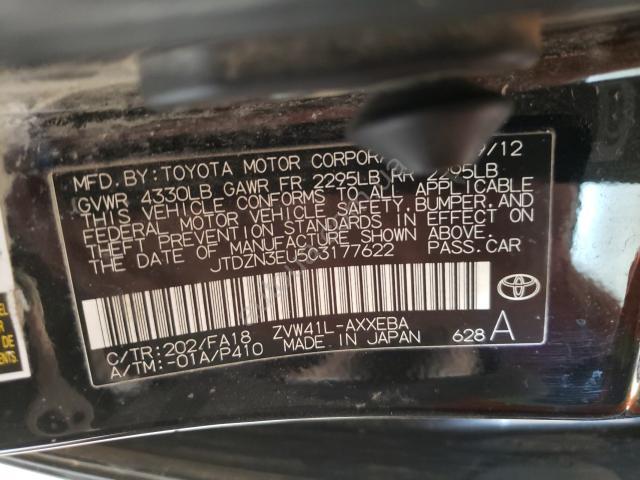 MFD. BY: TOYOTA MOTOR CORPORA 9/12
GVWR 4330LB GAWR FR 2295LB RR 2295LB
THIS VEHICLE CONFORMS TO ALL APPLICABLE
FEDERAL MOTOR VEHICLE SAFETY, BUMPER, AND
THEFT PREVENTION STANDARDS IN EFFECT ON
THE DATE OF MANUFACTURE SHOWN ABOVE.
JTDZN3EU503177622 PASS. CAR
C/TR: 202/FA18 ZVW41L-AXXEBA
A/TM: -01A/P410 MADE IN JAPAN 628 A